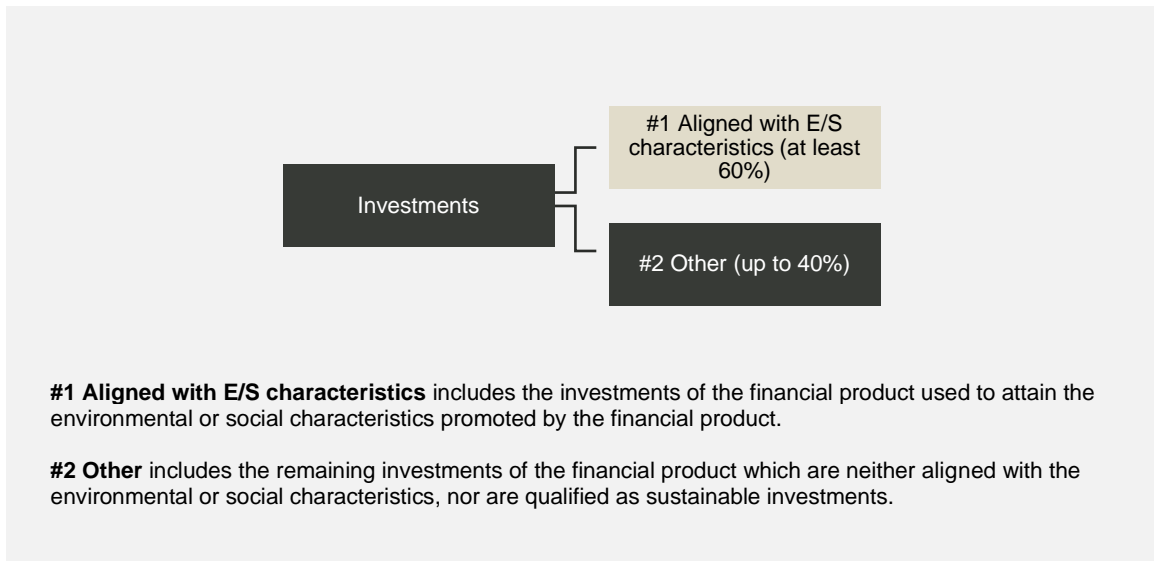 #1 Aligned with E/S
characteristics (at least
60%)
Investments
#2 Other (up to 40%)
#1 Aligned with E/S characteristics includes the investments of the financial product used to attain the
environmental or social characteristics promoted by the financial product.
#2 Other includes the remaining investments of the financial product which are neither aligned with the
environmental or social characteristics, nor are qualified as sustainable investments.